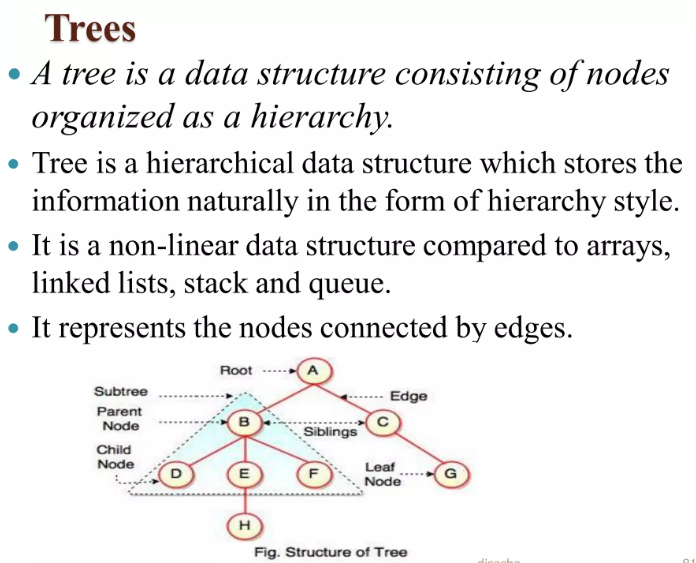 Trees
• A tree is a data structure consisting of nodes
organized as a hierarchy.
• Tree is a hierarchical data structure which stores the
information naturally in the form of hierarchy style.
• It is a non-linear data structure compared to arrays,
linked lists, stack and queue.
• It represents the nodes connected by edges.
Root
A
Subtree
Edge
Parent
Node
B
Siblings
C
Child
Node
D
E
F
Leaf
Node
G
H
Fig. Structure of Tree